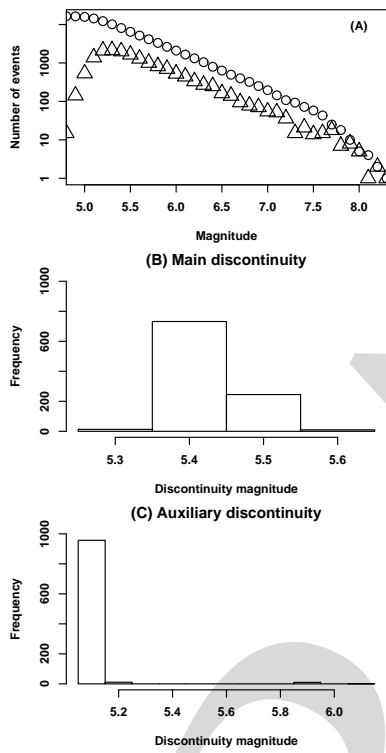 (A)
Number of events
1000
100
10
1
5.0 5.5 6.0 6.5 7.0 7.5 8.0
Magnitude
(B) Main discontinuity
Frequency
1000
600
200
0
5.3 5.4 5.5 5.6
Discontinuity magnitude
(C) Auxiliary discontinuity
Frequency
1000
600
200
0
5.2 5.4 5.6 5.8 6.0
Discontinuity magnitude